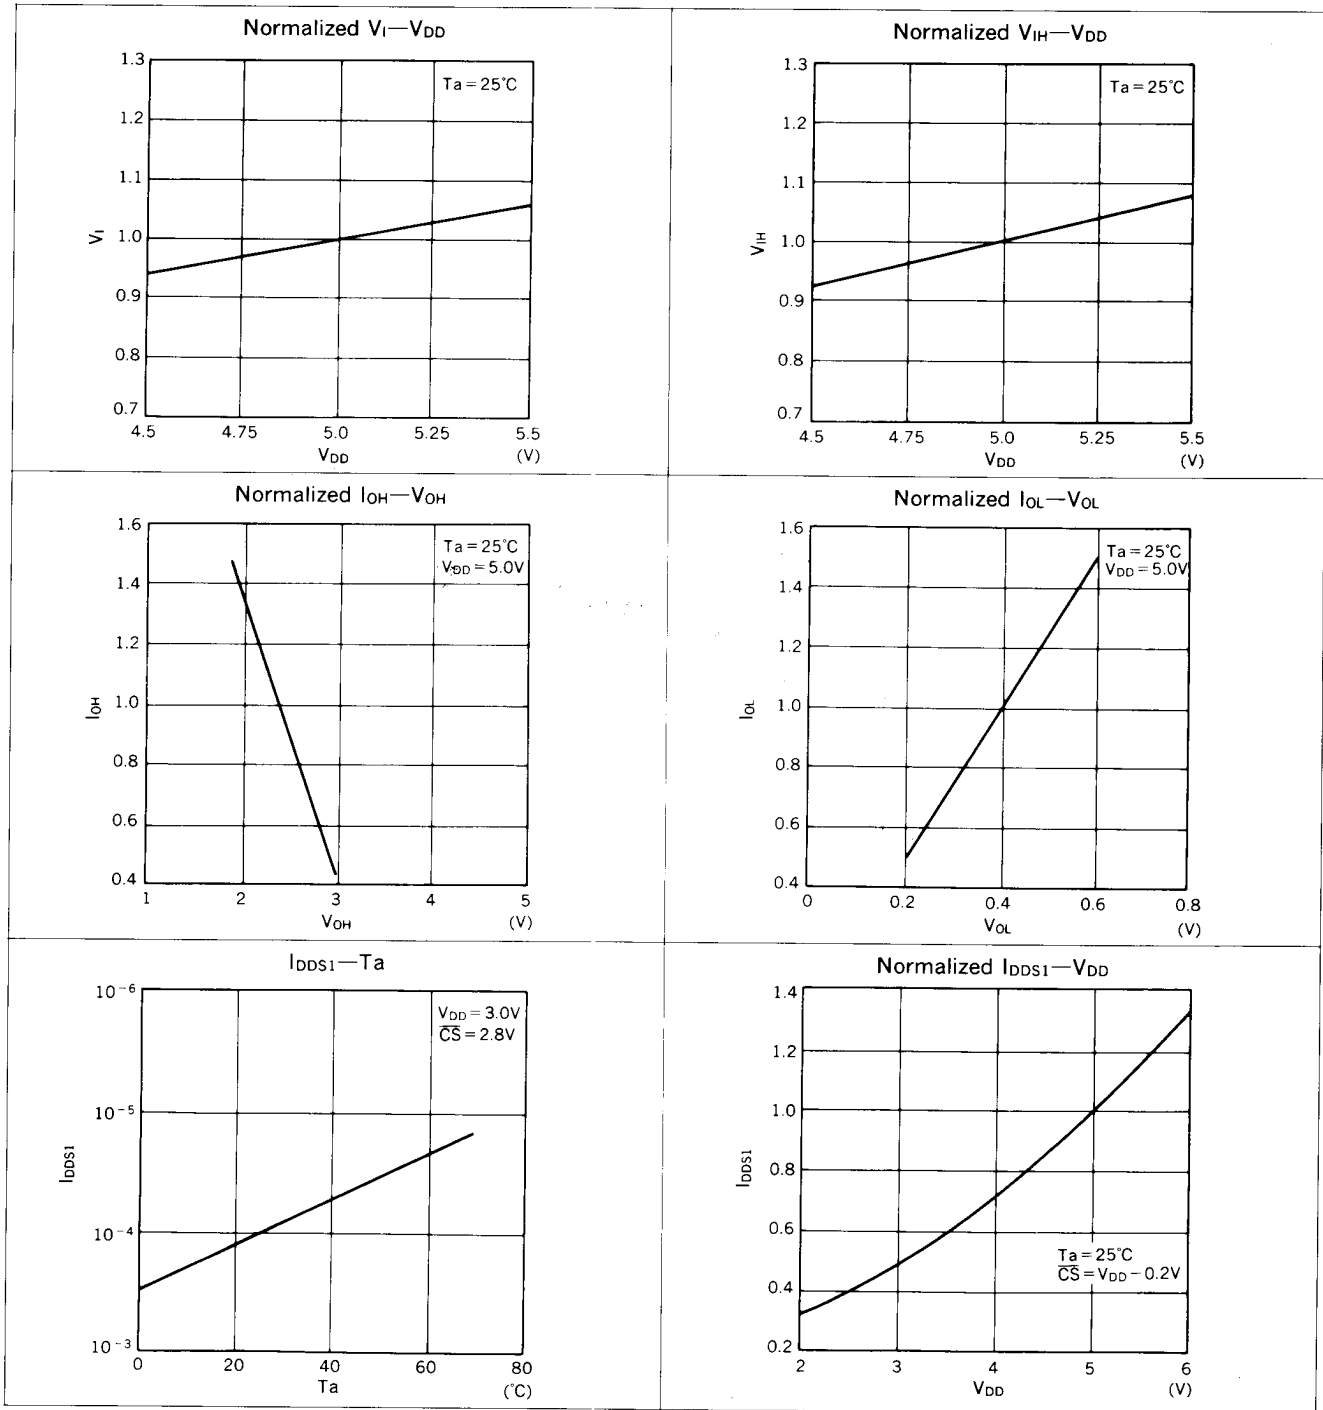 Normalized VI—VDD
1.3
1.2
1.1
1.0
0.9
0.8
0.7
VI
Ta=25°C
4.5 4.75 5.0 5.25 5.5
VDD (V)
Normalized VIH—VDD
1.3
1.2
1.1
1.0
0.9
0.8
0.7
VIH
Ta=25°C
4.5 4.75 5.0 5.25 5.5
VDD (V)
Normalized IOH—VOH
1.6
1.4
1.2
1.0
0.8
0.6
0.4
IOH
Ta=25°C
VDD=5.0V
1 2 3 4 5
VOH (V)
Normalized IOL—VOL
1.6
1.4
1.2
1.0
0.8
0.6
0.4
IOL
Ta=25°C
VDD=5.0V
0 0.2 0.4 0.6 0.8
VOL (V)
IDDS1—Ta
10⁻⁶
10⁻⁵
10⁻⁴
10⁻³
IDDS1
VDD=3.0V
C̅S̅=2.8V
0 20 40 60 80
Ta (°C)
Normalized IDDS1—VDD
1.4
1.2
1.0
0.8
0.6
0.4
0.2
IDDS1
Ta=25°C
C̅S̅=VDD−0.2V
2 3 4 5 6
VDD (V)